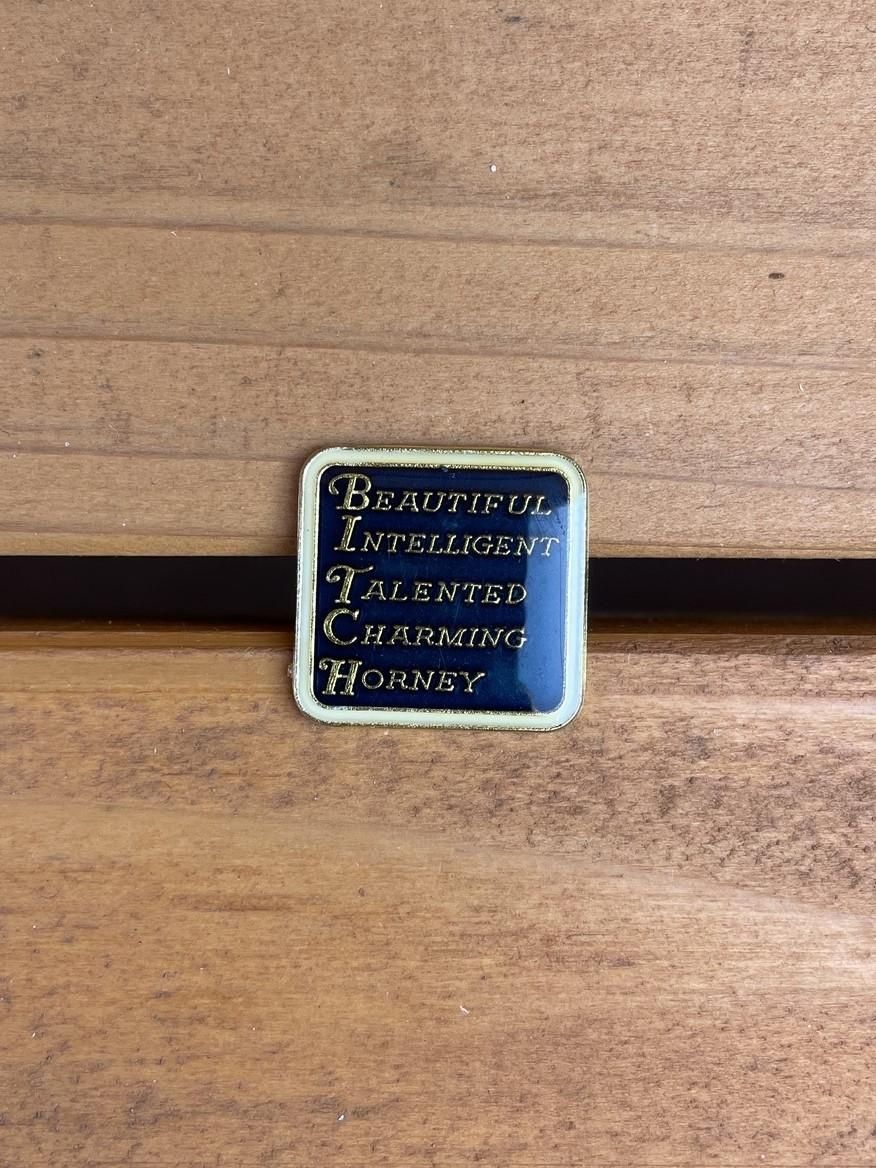 BEAUTIFUL
INTELLIGENT
TALENTED
CHARMING
HORNEY